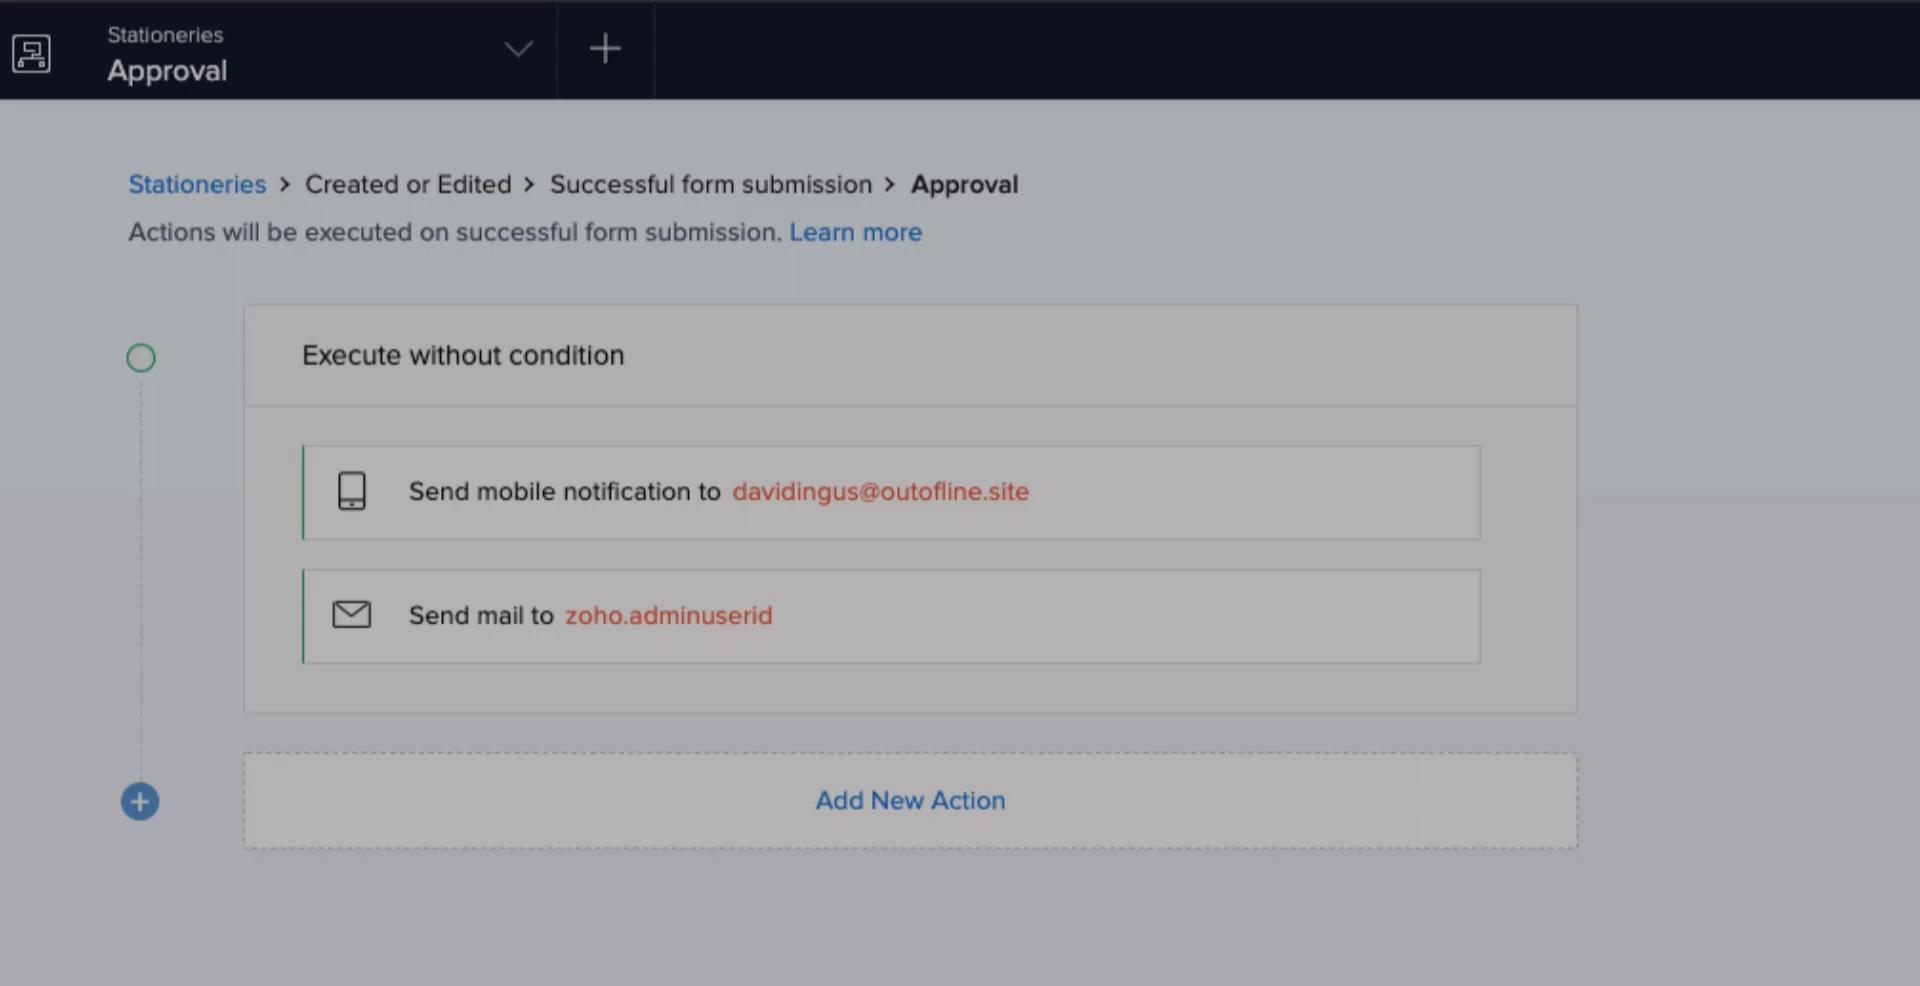 Stationeries
Approval
Stationeries > Created or Edited > Successful form submission > Approval
Actions will be executed on successful form submission. Learn more
Execute without condition
Send mobile notification to davidingus@outofline.site
Send mail to zoho.adminuserid
Add New Action